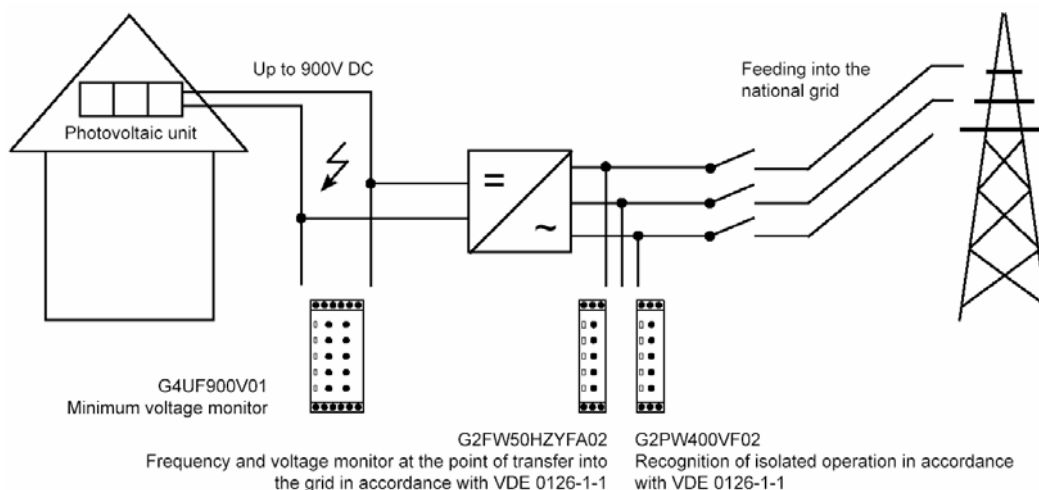 Up to 900V DC
Feeding into the
national grid
Photovoltaic unit
=
~
G4UF900V01
Minimum voltage monitor
G2FW50HZYFA02
Frequency and voltage monitor at the point of transfer into
the grid in accordance with VDE 0126-1-1
G2PW400VF02
Recognition of isolated operation in accordance
with VDE 0126-1-1